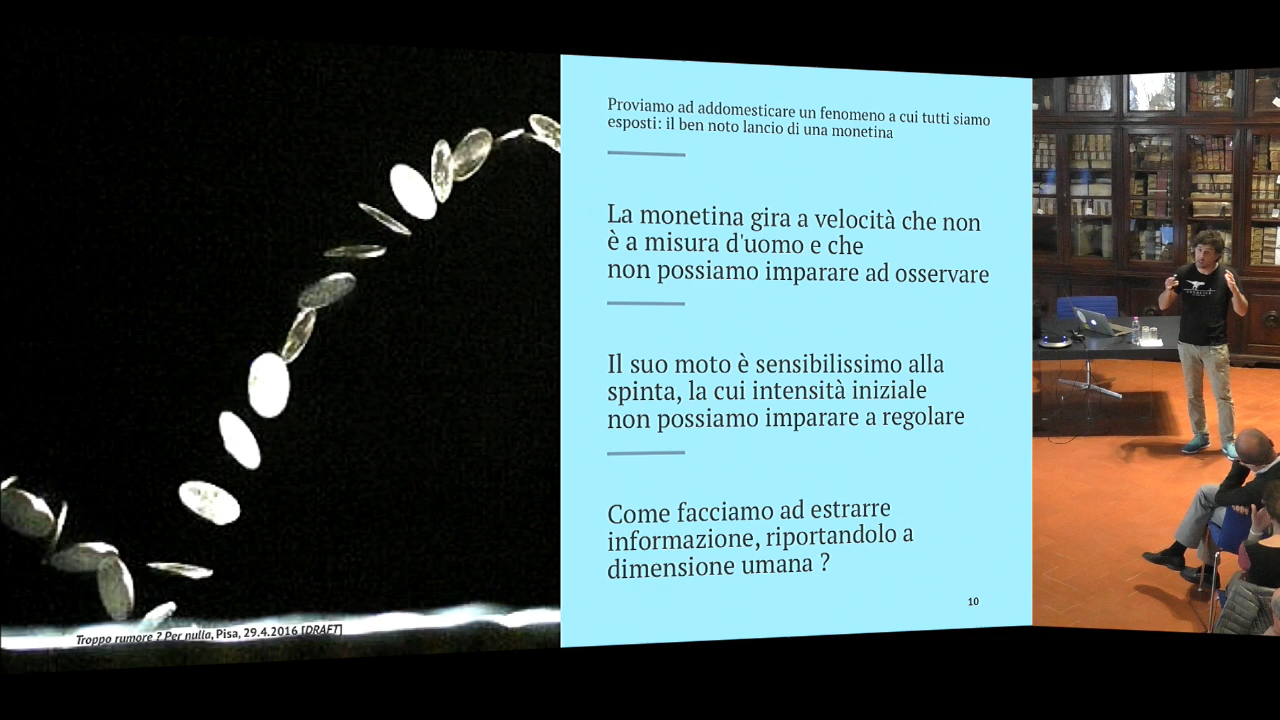 Proviamo ad addomesticare un fenomeno a cui tutti siamo
esposti: il ben noto lancio di una monetina
La monetina gira a velocità che non
è a misura d'uomo e che
non possiamo imparare ad osservare
Il suo moto è sensibilissimo alla
spinta, la cui intensità iniziale
non possiamo imparare a regolare
Come facciamo ad estrarre
informazione, riportandolo a
dimensione umana ?
10
Troppo rumore ? Per nulla, Pisa, 29.4.2016 [DRAFT]